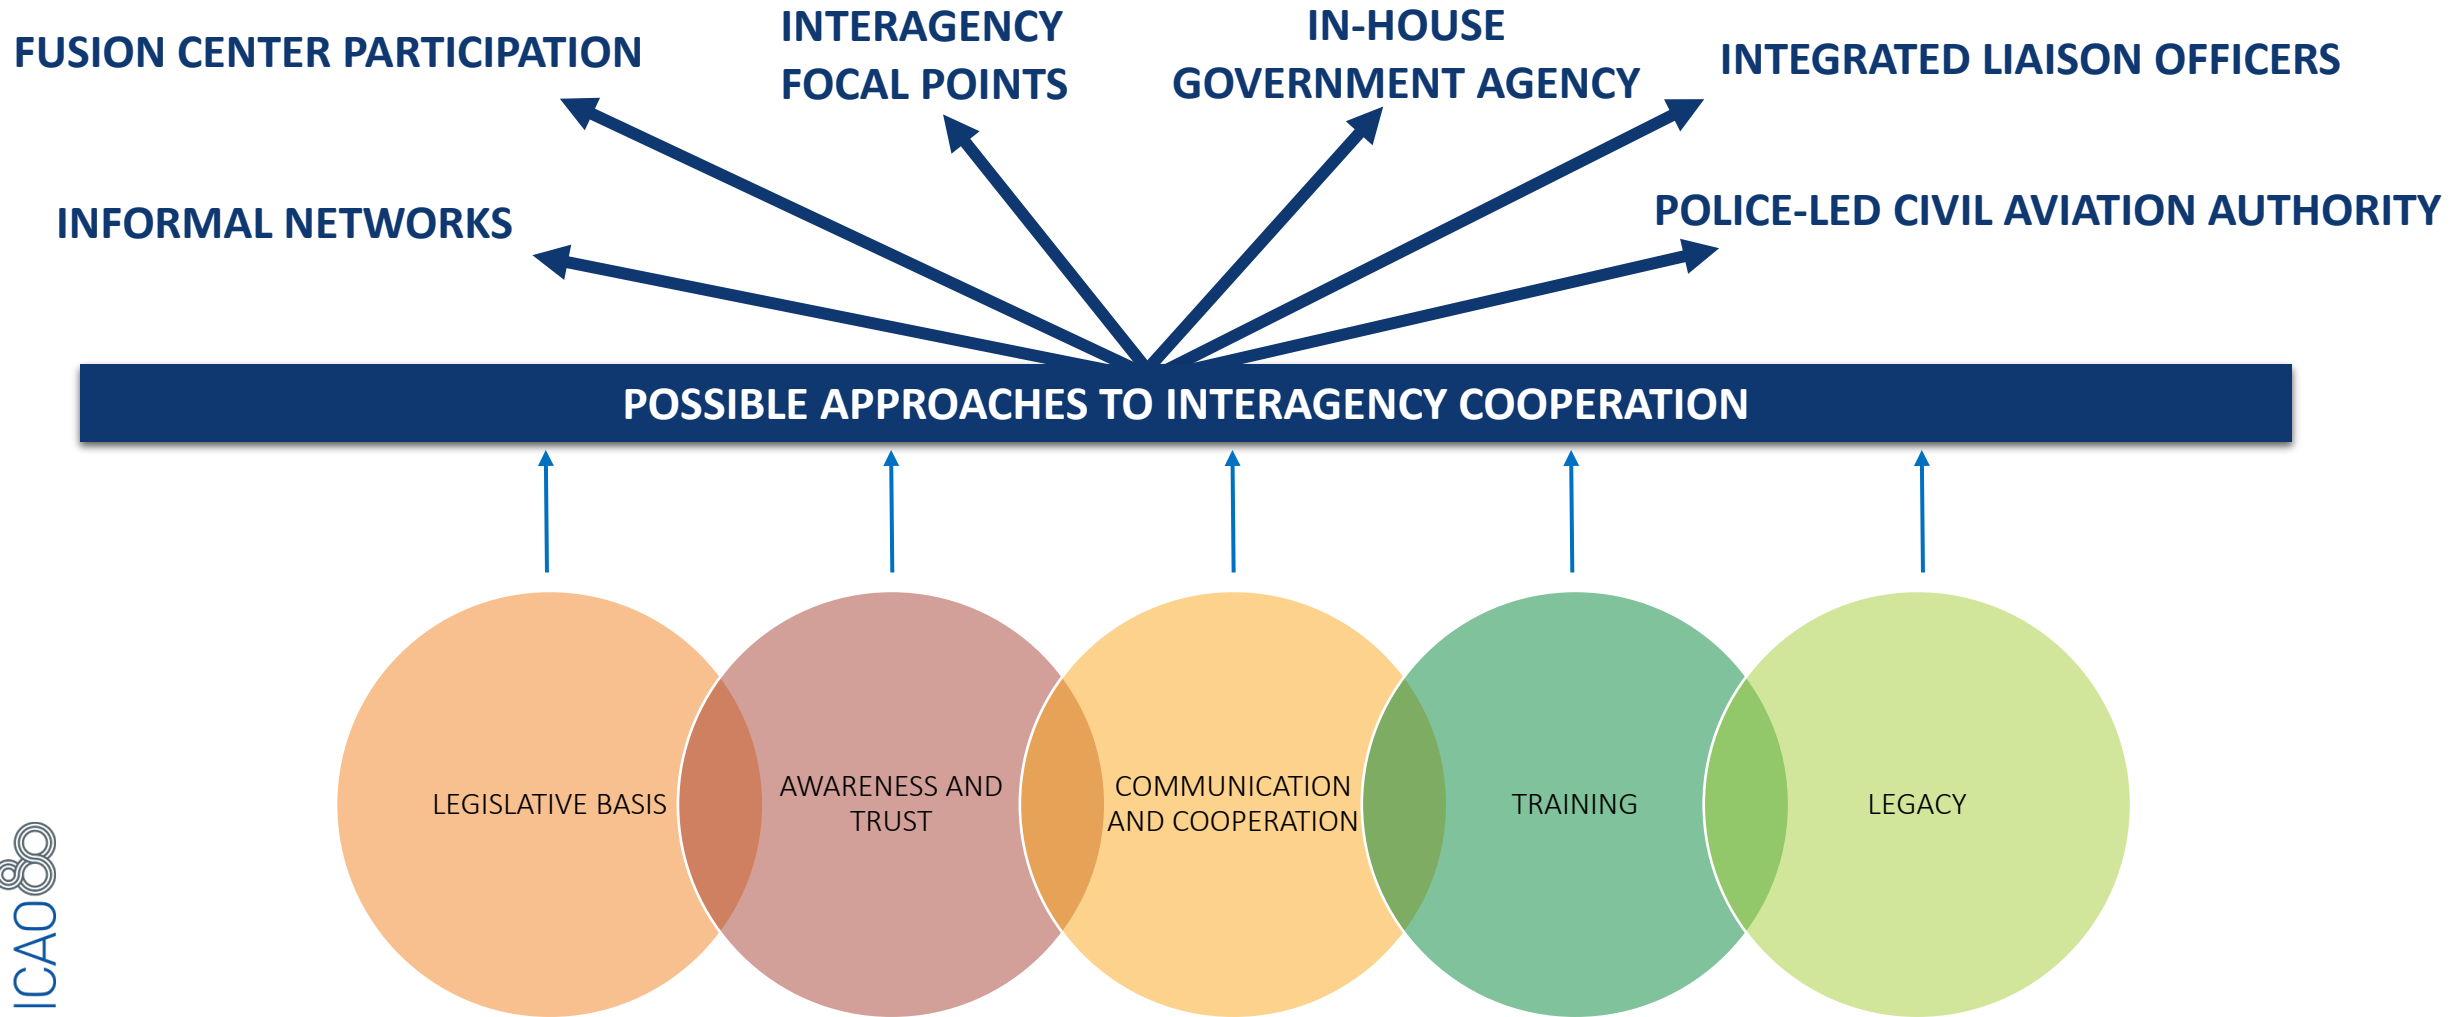 FUSION CENTER PARTICIPATION
INTERAGENCY
FOCAL POINTS
IN-HOUSE
GOVERNMENT AGENCY
INTEGRATED LIAISON OFFICERS
INFORMAL NETWORKS
POLICE-LED CIVIL AVIATION AUTHORITY
POSSIBLE APPROACHES TO INTERAGENCY COOPERATION
LEGISLATIVE BASIS
AWARENESS AND
TRUST
COMMUNICATION
AND COOPERATION
TRAINING
LEGACY
ICAO